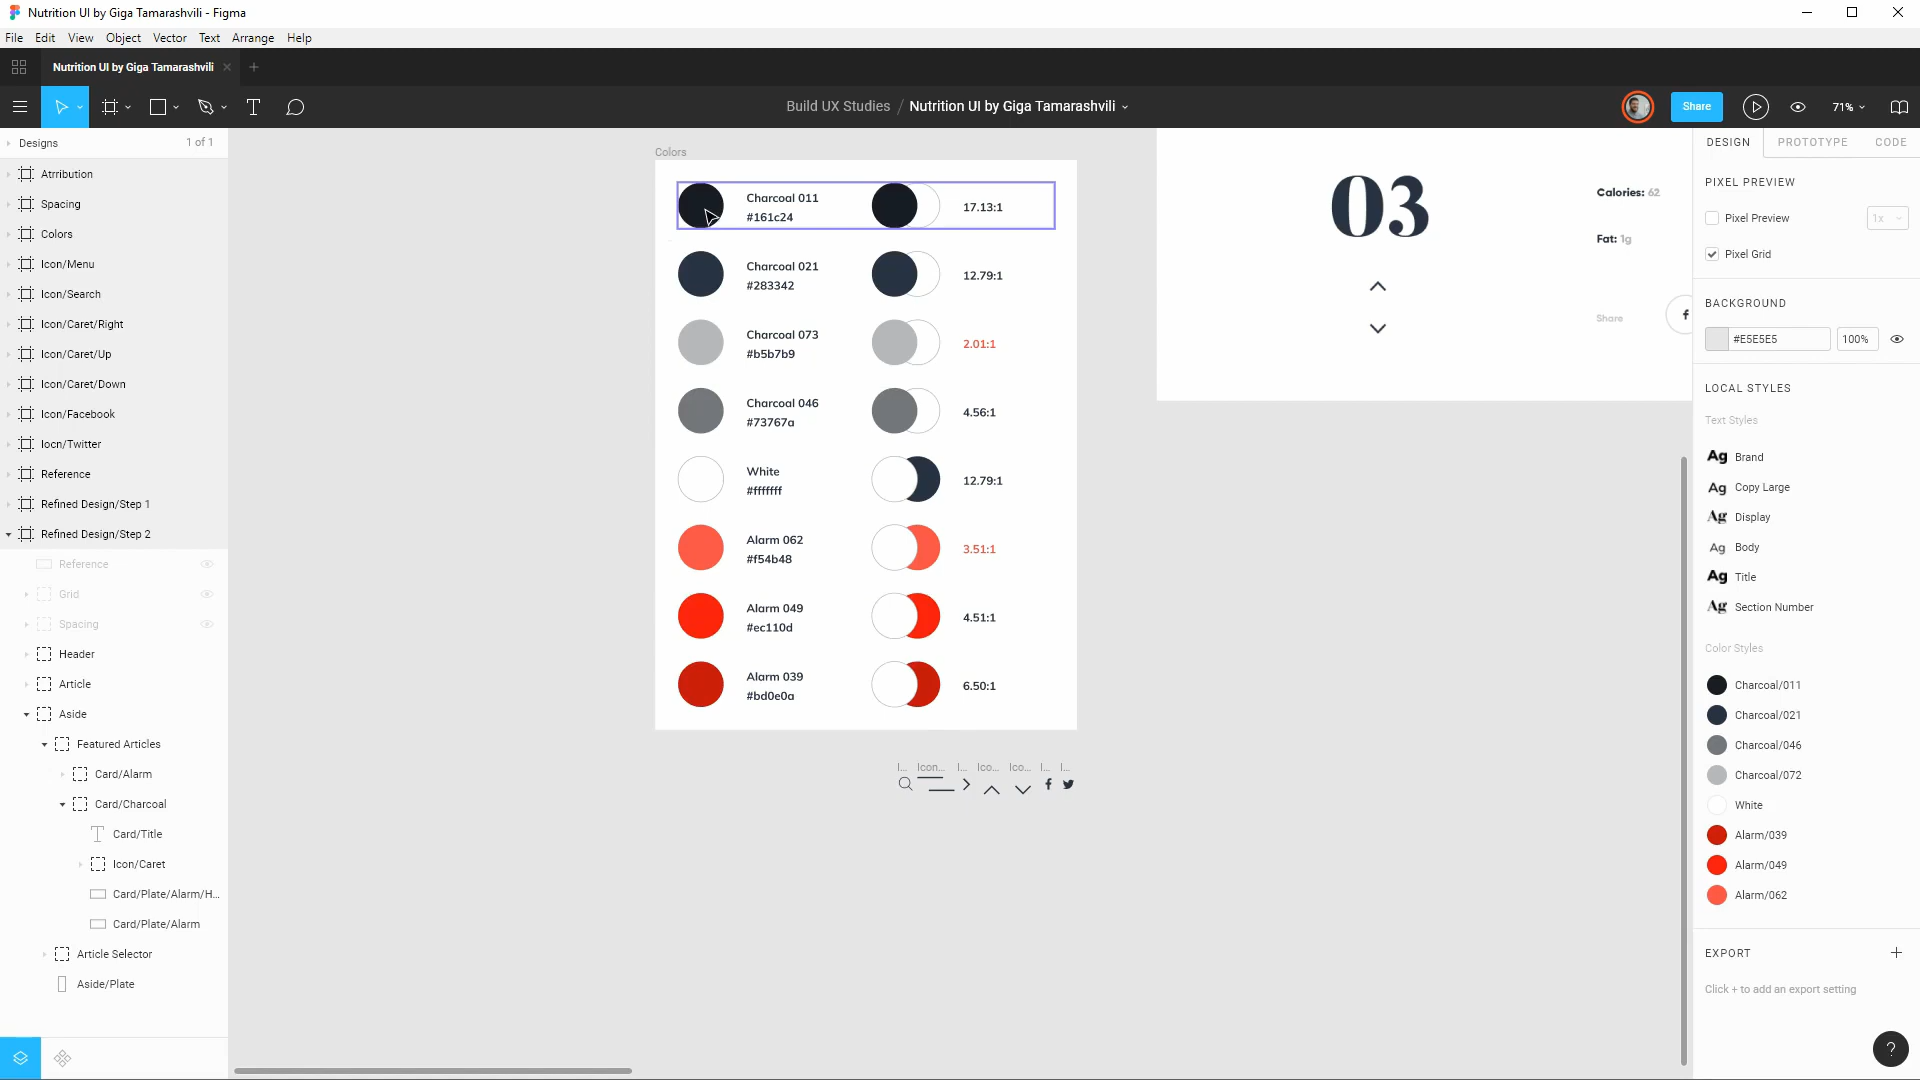 Nutrition UI by Giga Tamarashvili - Figma
File Edit View Object Vector Text Arrange Help
Nutrition UI by Giga Tamarashvili
Build UX Studies / Nutrition UI by Giga Tamarashvili
Share
71%
Designs
1 of 1
Atrribution
Spacing
Colors
Icon/Menu
Icon/Search
Icon/Caret/Right
Icon/Caret/Up
Icon/Caret/Down
Icon/Facebook
Iocn/Twitter
Reference
Refined Design/Step 1
Refined Design/Step 2
Reference
Grid
Spacing
Header
Article
Aside
Featured Articles
Card/Alarm
Card/Charcoal
Card/Title
Icon/Caret
Card/Plate/Alarm/H...
Card/Plate/Alarm
Article Selector
Aside/Plate
Colors
Charcoal 011
#161c24
17.13:1
Charcoal 021
#283342
12.79:1
Charcoal 073
#b5b7b9
2.01:1
Charcoal 046
#73767a
4.56:1
White
#fffffff
12.79:1
Alarm 062
#f54b48
3.51:1
Alarm 049
#ec110d
4.51:1
Alarm 039
#bd0e0a
6.50:1
I... Icon... I... Ico... Ico... I... I...
03
Calories: 62
Fat: 1g
Share
DESIGN PROTOTYPE CODE
PIXEL PREVIEW
Pixel Preview
1x
Pixel Grid
BACKGROUND
#E5E5E5
100%
LOCAL STYLES
Text Styles
Ag Brand
Ag Copy Large
Ag Display
Ag Body
Ag Title
Ag Section Number
Color Styles
Charcoal/011
Charcoal/021
Charcoal/046
Charcoal/072
White
Alarm/039
Alarm/049
Alarm/062
EXPORT
Click + to add an export setting
?